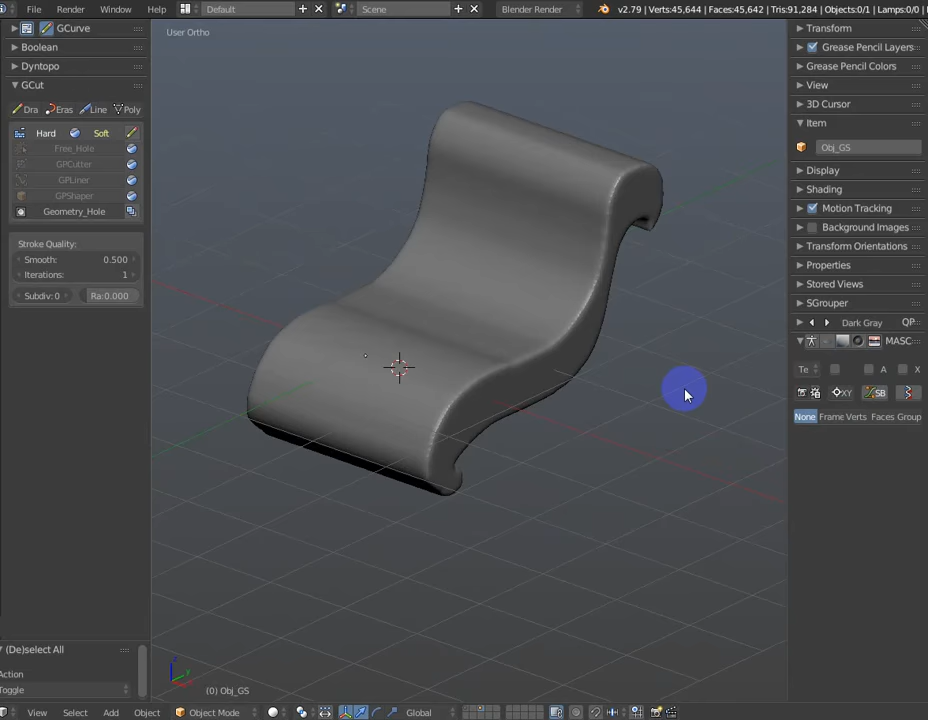 File Render Window Help Default Scene Blender Render v2.79 | Verts:45,644 | Faces:45,642 | Tris:91,284 | Objects:0/1 | Lamps:0/0
GCurve
Boolean
Dyntopo
GCut
Dra Eras Line Poly
Hard Soft
Free_Hole
GPCutter
GPLiner
GPShaper
Geometry_Hole
Stroke Quality:
Smooth: 0.500
Iterations: 1
Subdiv: 0 Ra:0.000
(De)select All
Action
Toggle
User Ortho
(0) Obj_GS
Transform
Grease Pencil Layers
Grease Pencil Colors
View
3D Cursor
Item
Obj_GS
Display
Shading
Motion Tracking
Background Images
Transform Orientations
Properties
Stored Views
SGrouper
Dark Gray QP
MASC
Te A X
XY SB
None Frame Verts Faces Group
View Select Add Object Object Mode Global